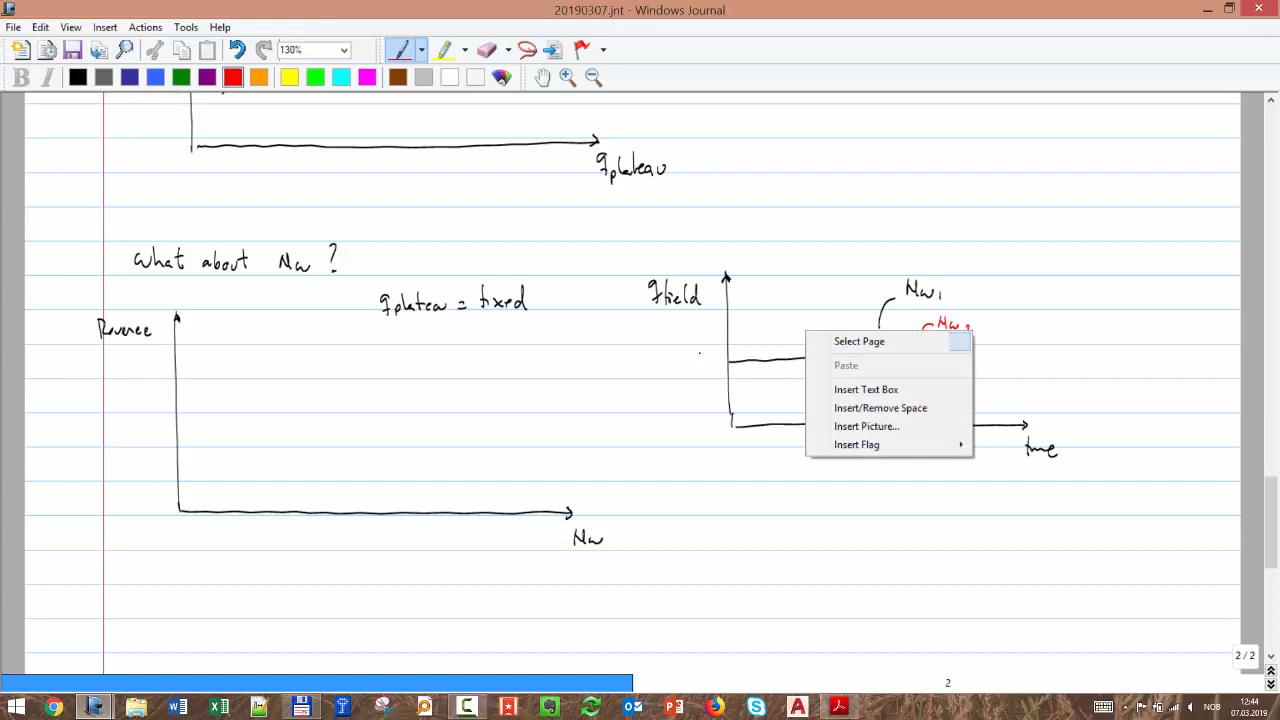 20190307.jnt - Windows Journal
File Edit View Insert Actions Tools Help
130%
qplateau
What about Nw ?
qplateau = fixed
qfield
Nw1
Nw2
Revenee
Select Page
Paste
Insert Text Box
Insert/Remove Space
Insert Picture...
Insert Flag
time
Nw
2 / 2
2
NOB
12:44
07.03.2019